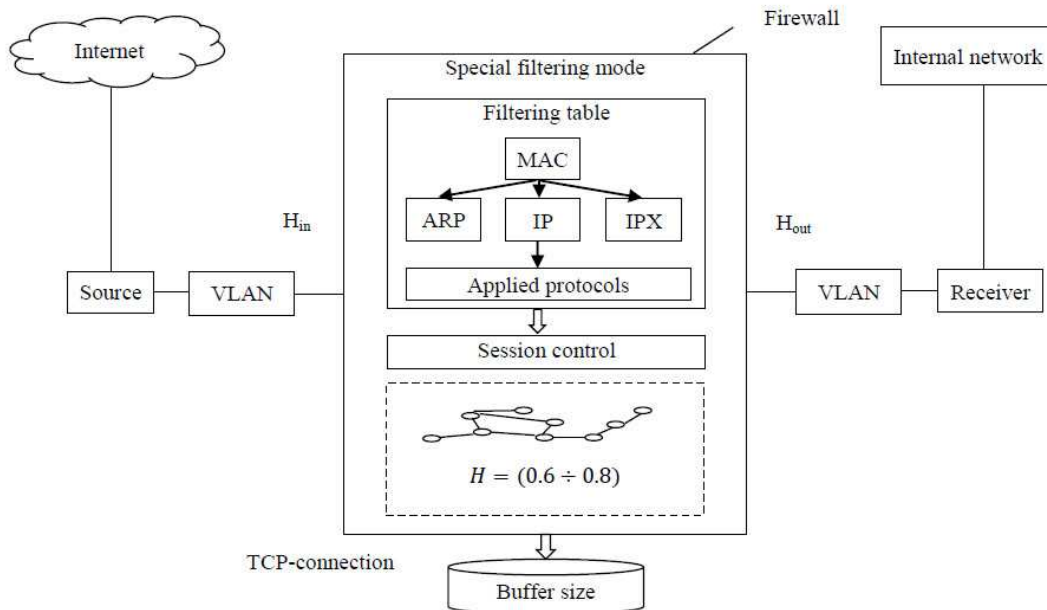 Firewall
Internet
Internal network
Special filtering mode
Filtering table
MAC
ARP
IP
IPX
H_in
H_out
Source
VLAN
Applied protocols
VLAN
Receiver
Session control
H = (0.6 ÷ 0.8)
TCP-connection
Buffer size